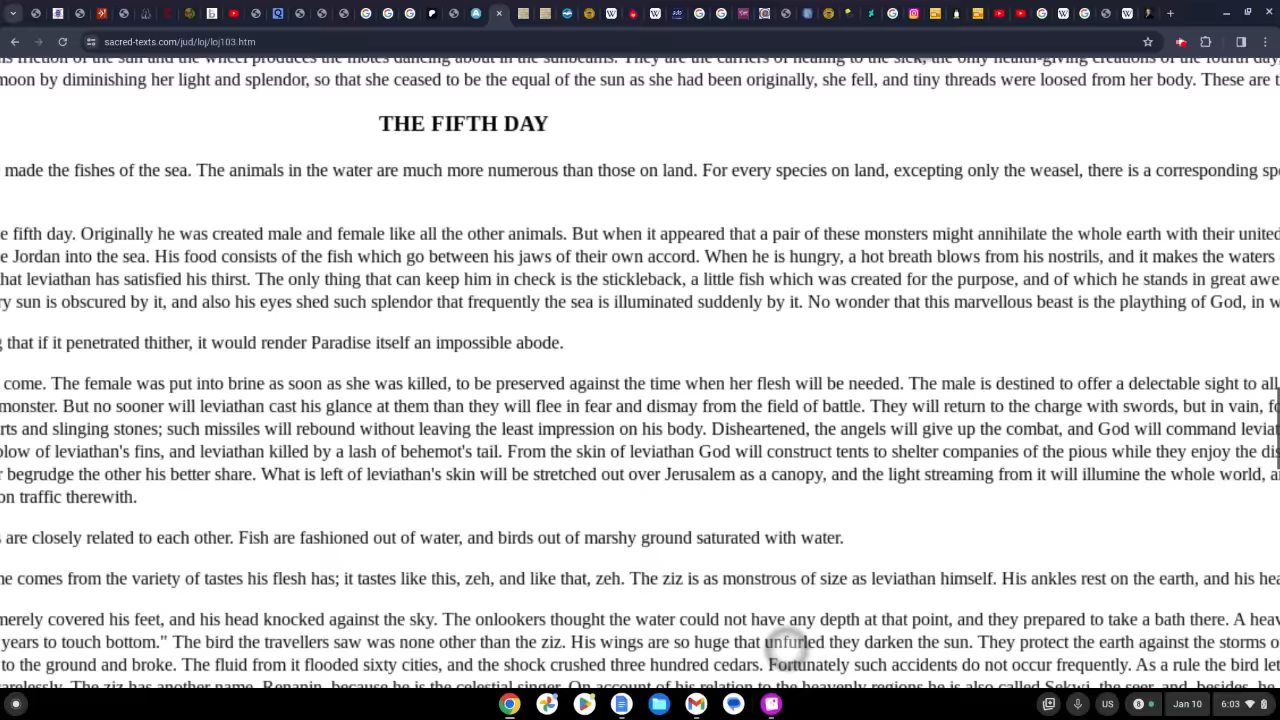 sacred-texts.com/jud/loj/loj103.htm
moon by diminishing her light and splendor, so that she ceased to be the equal of the sun as she had been originally, she fell, and tiny threads were loosed from her body. These are t
THE FIFTH DAY
made the fishes of the sea. The animals in the water are much more numerous than those on land. For every species on land, excepting only the weasel, there is a corresponding sp
e fifth day. Originally he was created male and female like all the other animals. But when it appeared that a pair of these monsters might annihilate the whole earth with their united
e Jordan into the sea. His food consists of the fish which go between his jaws of their own accord. When he is hungry, a hot breath blows from his nostrils, and it makes the waters
that leviathan has satisfied his thirst. The only thing that can keep him in check is the stickleback, a little fish which was created for the purpose, and of which he stands in great awe
ry sun is obscured by it, and also his eyes shed such splendor that frequently the sea is illuminated suddenly by it. No wonder that this marvellous beast is the plaything of God, in w
g that if it penetrated thither, it would render Paradise itself an impossible abode.
come. The female was put into brine as soon as she was killed, to be preserved against the time when her flesh will be needed. The male is destined to offer a delectable sight to all
monster. But no sooner will leviathan cast his glance at them than they will flee in fear and dismay from the field of battle. They will return to the charge with swords, but in vain, fo
rts and slinging stones; such missiles will rebound without leaving the least impression on his body. Disheartened, the angels will give up the combat, and God will command leviat
blow of leviathan's fins, and leviathan killed by a lash of behemot's tail. From the skin of leviathan God will construct tents to shelter companies of the pious while they enjoy the dis
r begrudge the other his better share. What is left of leviathan's skin will be stretched out over Jerusalem as a canopy, and the light streaming from it will illumine the whole world, a
on traffic therewith.
s are closely related to each other. Fish are fashioned out of water, and birds out of marshy ground saturated with water.
ne comes from the variety of tastes his flesh has; it tastes like this, zeh, and like that, zeh. The ziz is as monstrous of size as leviathan himself. His ankles rest on the earth, and his hea
merely covered his feet, and his head knocked against the sky. The onlookers thought the water could not have any depth at that point, and they prepared to take a bath there. A heav
years to touch bottom." The bird the travellers saw was none other than the ziz. His wings are so huge that they darken the sun. They protect the earth against the storms o
to the ground and broke. The fluid from it flooded sixty cities, and the shock crushed three hundred cedars. Fortunately such accidents do not occur frequently. As a rule the bird let
US 8 Jan 10 6:03